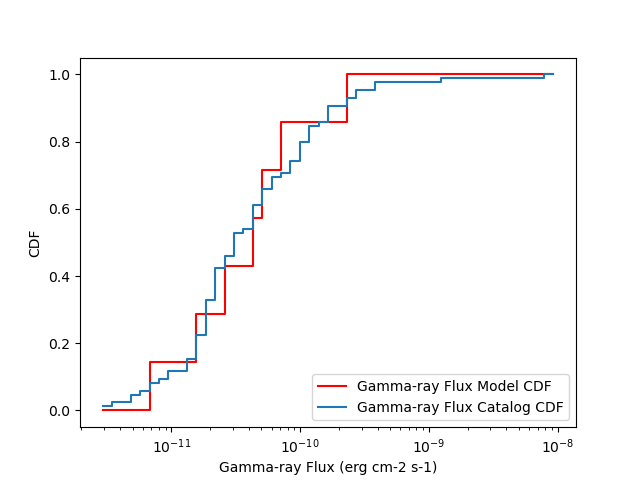 1.0
0.8
0.6
0.4
0.2
0.0
CDF
10⁻¹¹
10⁻¹⁰
10⁻⁹
10⁻⁸
Gamma-ray Flux (erg cm-2 s-1)
Gamma-ray Flux Model CDF
Gamma-ray Flux Catalog CDF